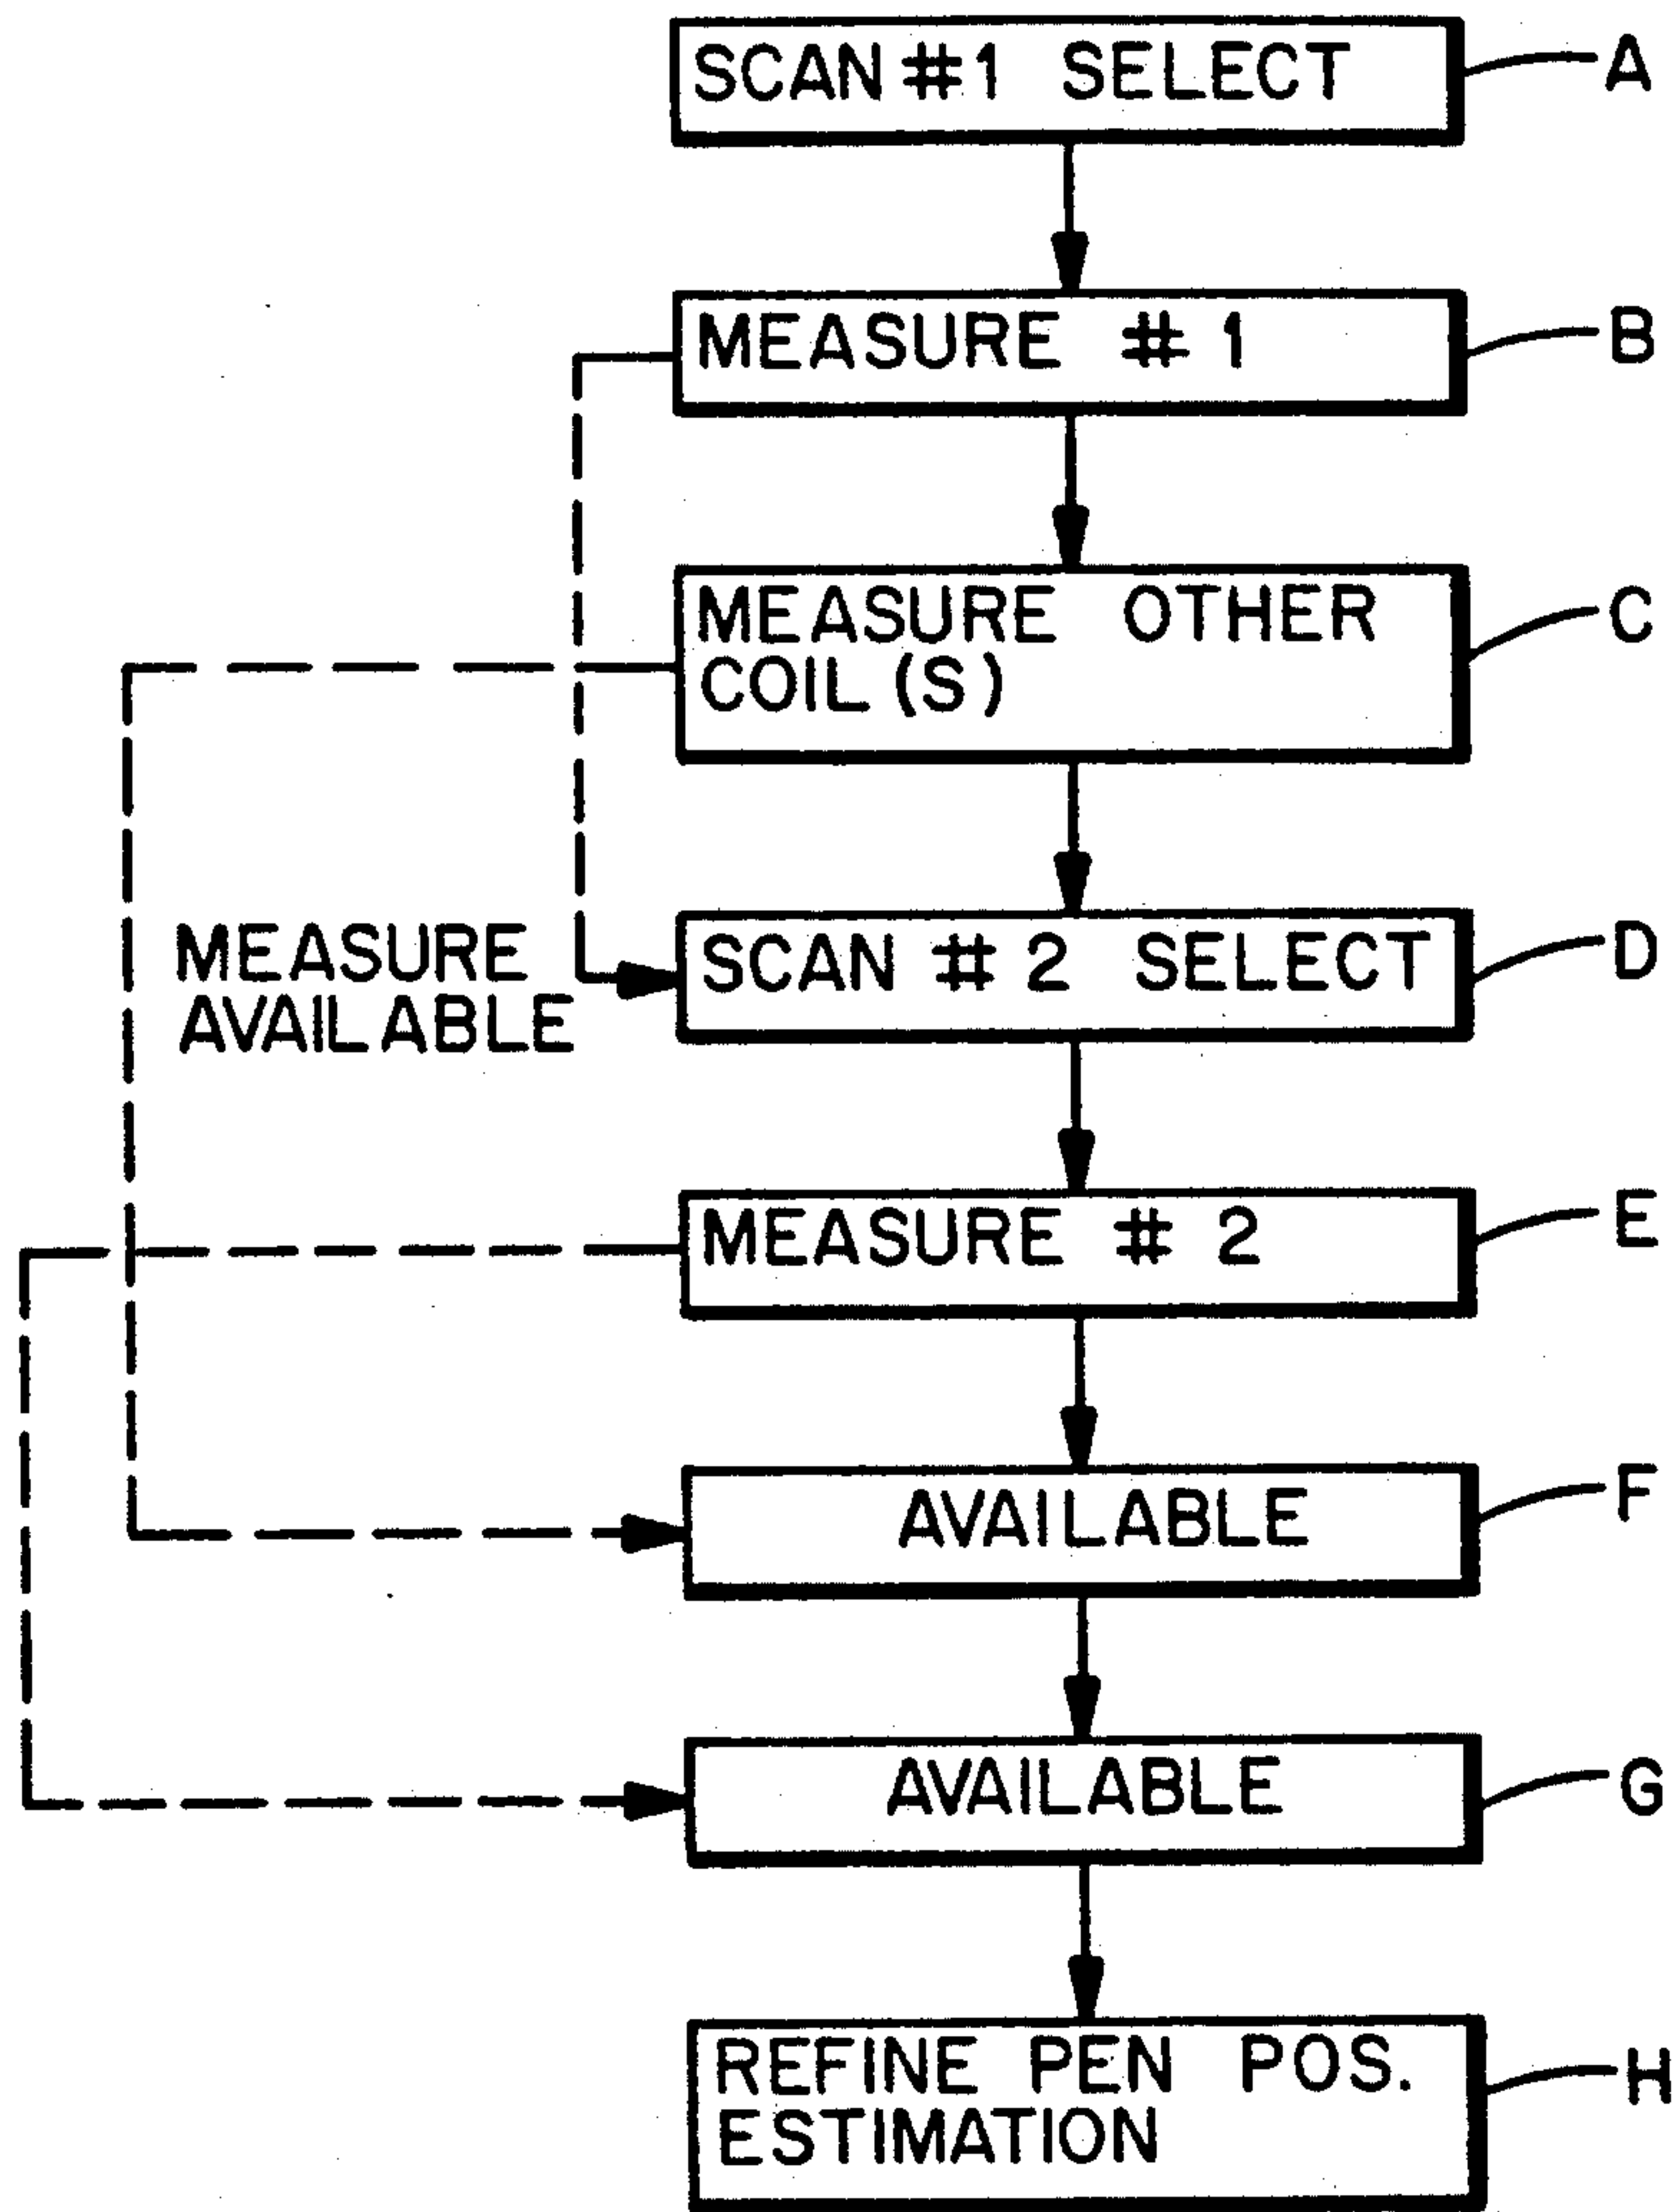 SCAN #1 SELECT
A
MEASURE # 1
B
MEASURE OTHER
COIL (S)
C
MEASURE
AVAILABLE
SCAN # 2 SELECT
D
MEASURE # 2
E
AVAILABLE
F
AVAILABLE
G
REFINE PEN POS.
ESTIMATION
H